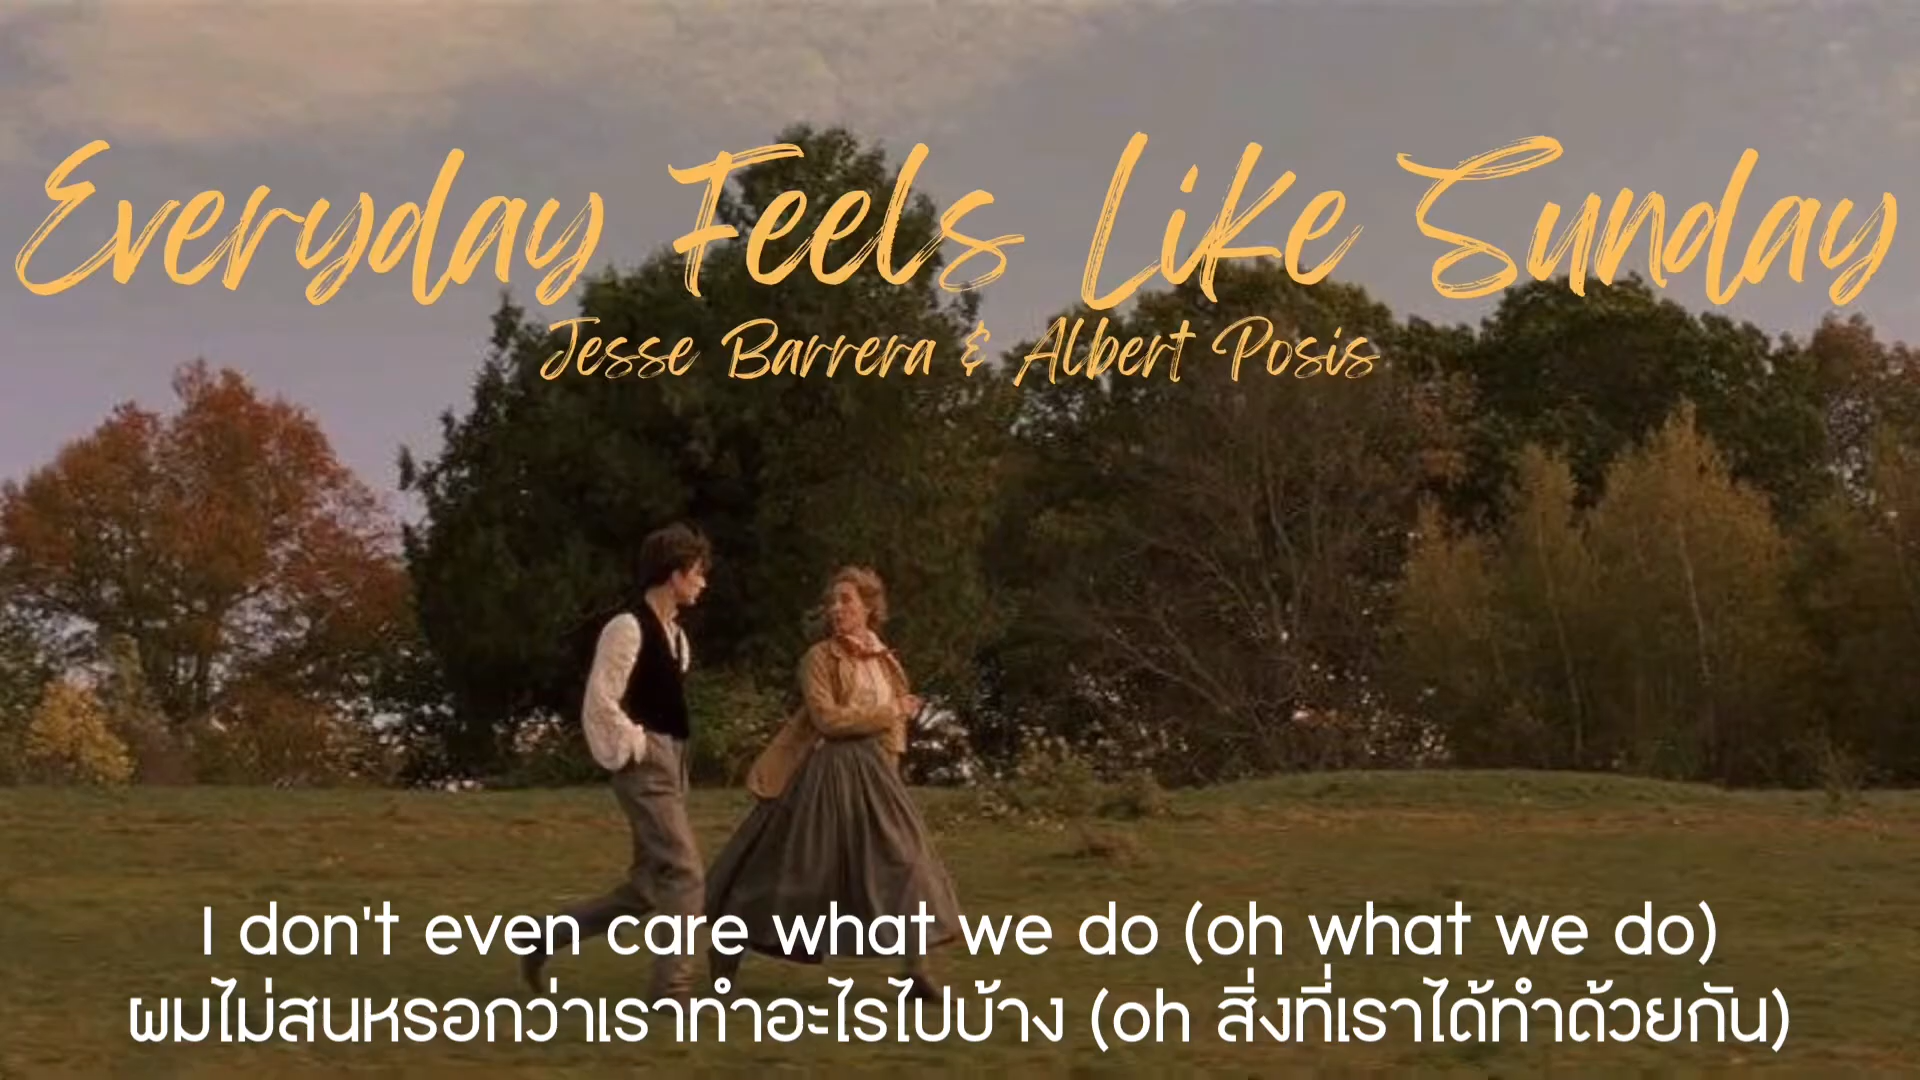 Everyday Feels Like Sunday
Jesse Barrera & Albert Posis
I don't even care what we do (oh what we do)
ผมไม่สนหรอกว่าเราทำอะไรไปบ้าง (oh สิ่งที่เราได้ทำด้วยกัน)